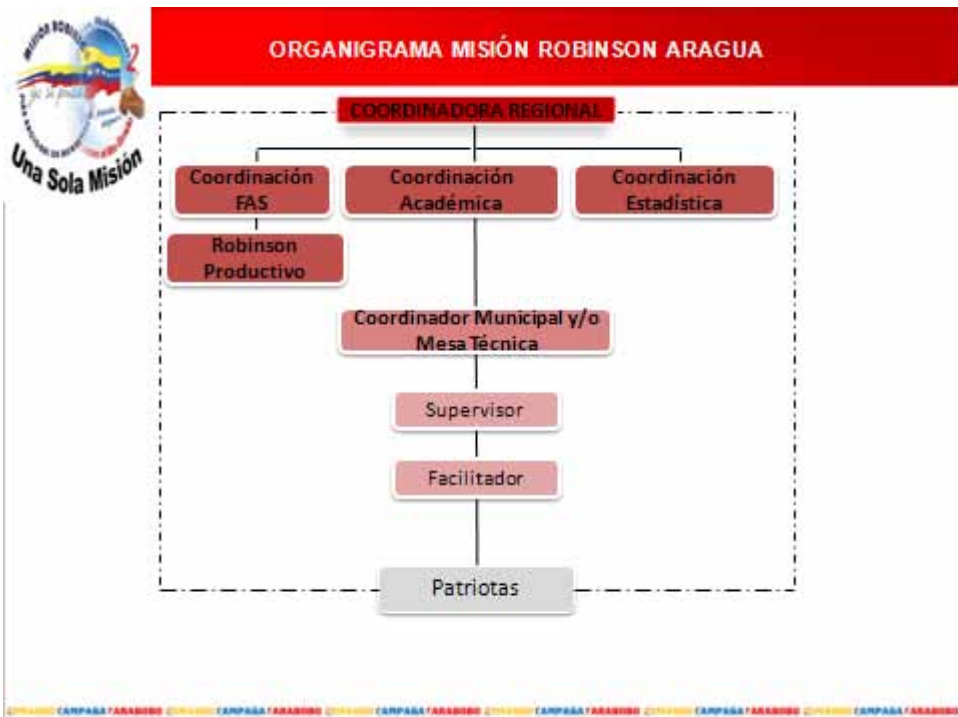 ORGANIGRAMA MISIÓN ROBINSON ARAGUA
Una Sola Misión
COORDINADORA REGIONAL
Coordinación
FAS
Coordinación
Académica
Coordinación
Estadística
Robinson
Productivo
Coordinador Municipal y/o
Mesa Técnica
Supervisor
Facilitador
Patriotas